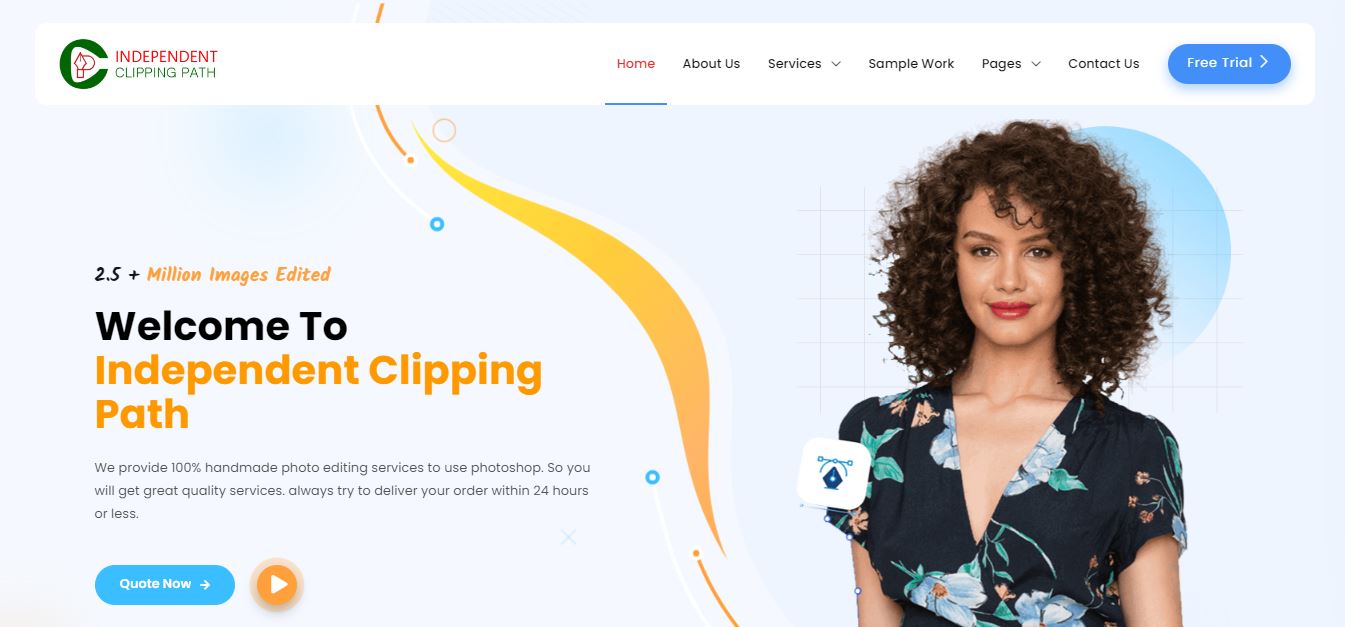 INDEPENDENT
CLIPPING PATH
Home
About Us
Services
Sample Work
Pages
Contact Us
Free Trial
2.5 + Million Images Edited
Welcome To
Independent Clipping
Path
We provide 100% handmade photo editing services to use photoshop. So you
will get great quality services. always try to deliver your order within 24 hours
or less.
Quote Now